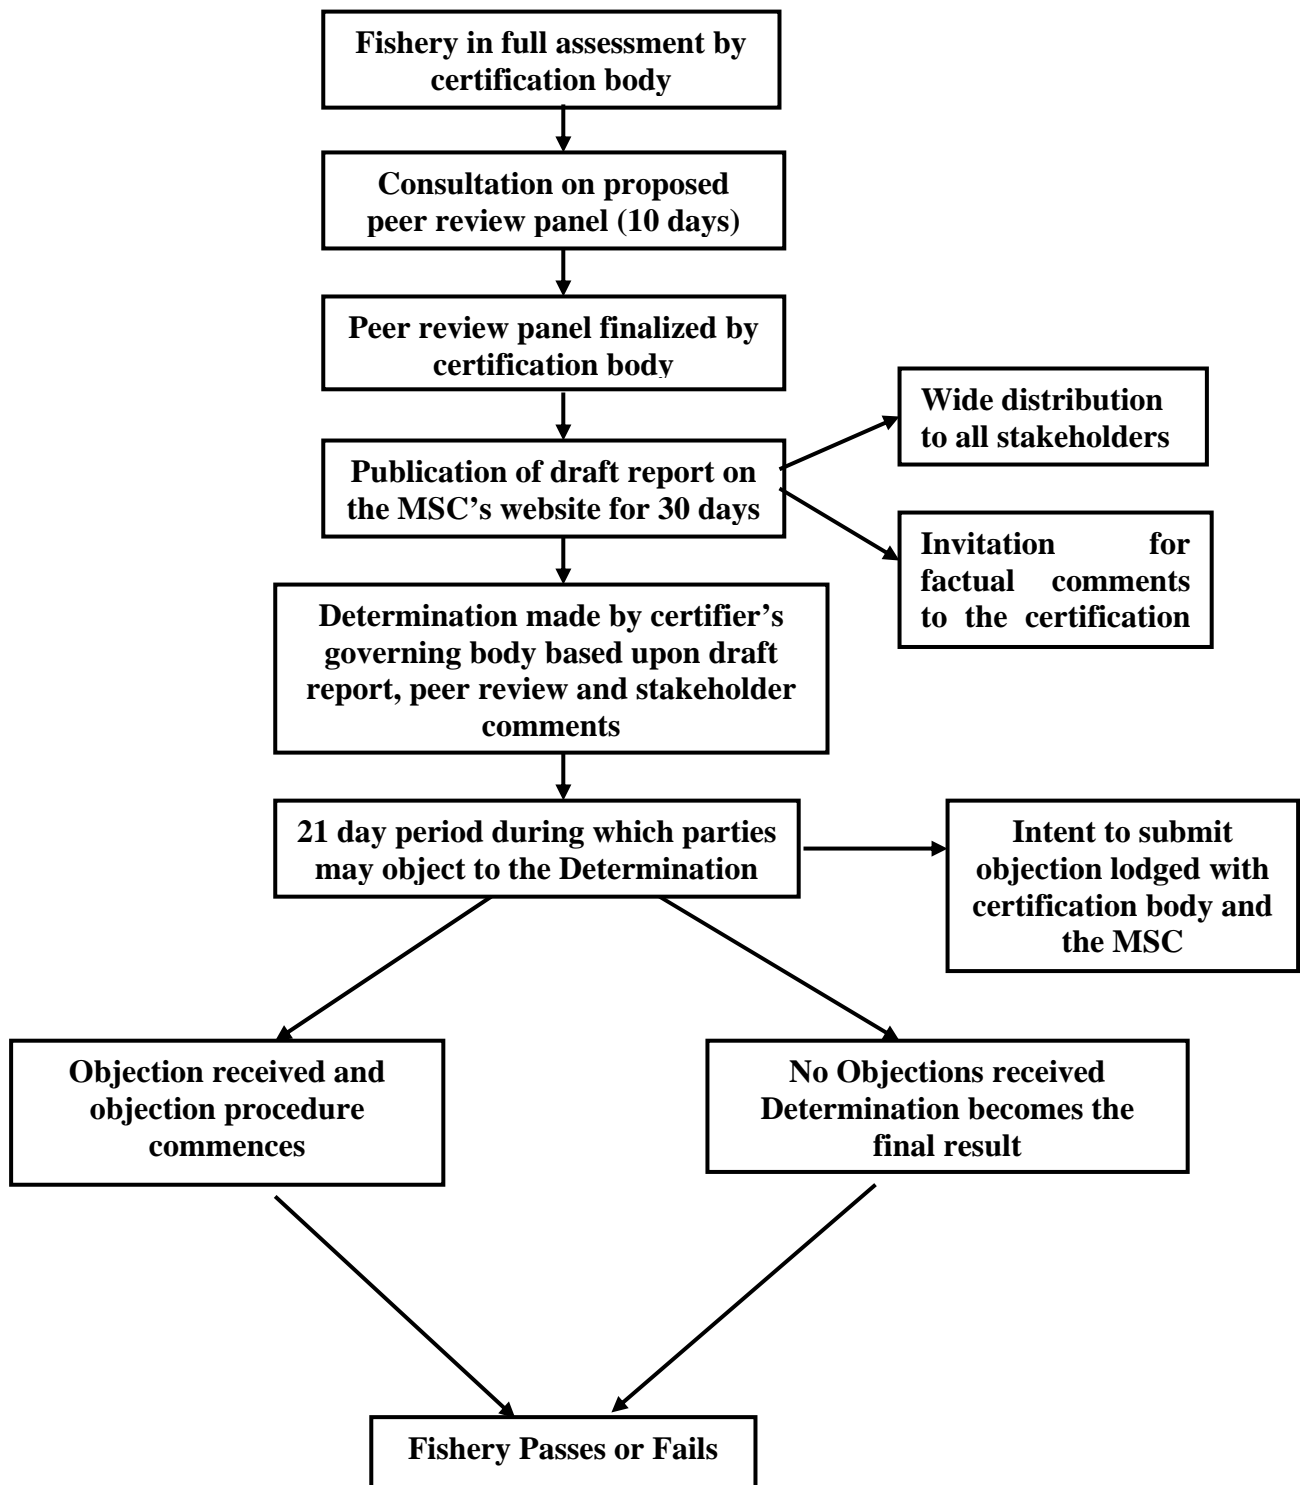 Fishery in full assessment by
certification body
Consultation on proposed
peer review panel (10 days)
Peer review panel finalized by
certification body
Wide distribution
to all stakeholders
Publication of draft report on
the MSC’s website for 30 days
Invitation for
factual comments
to the certification
Determination made by certifier’s
governing body based upon draft
report, peer review and stakeholder
comments
21 day period during which parties
may object to the Determination
Intent to submit
objection lodged with
certification body and
the MSC
Objection received and
objection procedure
commences
No Objections received
Determination becomes the
final result
Fishery Passes or Fails